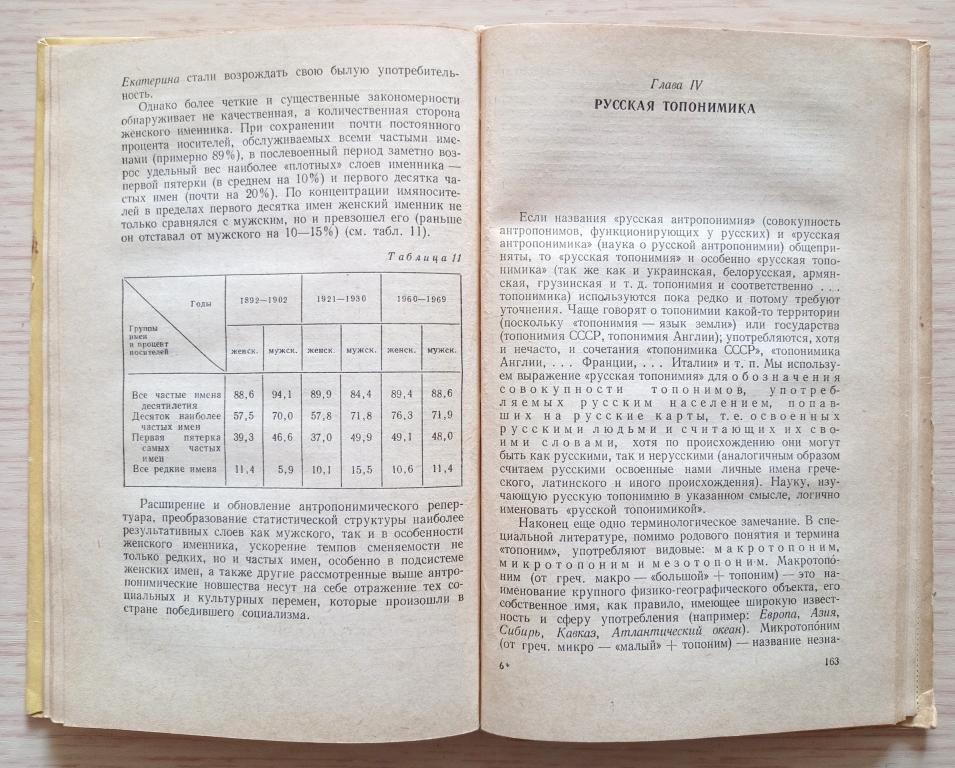 Екатерина стали возрождать свою былую употребитель-
ность.
Однако более четкие и существенные закономерности
обнаруживает не качественная, а количественная сторона
женского именника. При сохранении почти постоянного
процента носителей, обслуживаемых всеми частыми име-
нами (примерно 89%), в послевоенный период заметно воз-
рос удельный вес наиболее «плотных» слоев именника —
первой пятерки (в среднем на 10%) и первого десятка ча-
стых имен (почти на 20%). По концентрации имяносите-
лей в пределах первого десятка имен женский именник не
только сравнялся с мужским, но и превзошел его (раньше
он отставал от мужского на 10—15%) (см. табл. 11).
Таблица 11
Годы
1892—1902 1921—1930 1960—1969
Группы
имен
и процент
носителей
женск. мужск. женск. мужск. женск. мужск.
Все частые имена 88,6 94,1 89,9 84,4 89,4 88,6
десятилетия
Десяток наиболее 57,5 70,0 57,8 71,8 76,3 71,9
частых имен
Первая пятерка 39,3 46,6 37,0 49,9 49,1 48,0
самых частых
имен
Все редкие имена 11,4 5,9 10,1 15,5 10,6 11,4
Расширение и обновление антропонимического репер-
туара, преобразование статистической структуры наиболее
результативных слоев как мужского, так и в особенности
женского именника, ускорение темпов сменяемости не
только редких, но и частых имен, особенно в подсистеме
женских имен, а также другие рассмотренные выше антро-
понимические новшества несут на себе отражение тех со-
циальных и культурных перемен, которые произошли в
стране победившего социализма.
Глава IV
РУССКАЯ ТОПОНИМИКА
Если названия «русская антропонимия» (совокупность
антропонимов, функционирующих у русских) и «русская
антропонимика» (наука о русской антропонимии) общепри-
няты, то «русская топонимия» и особенно «русская топо-
нимика» (так же как и украинская, белорусская, армян-
ская, грузинская и т. д. топонимия и соответственно ...
топонимика) используются пока редко и потому требуют
уточнения. Чаще говорят о топонимии какой-то территории
(поскольку «топонимия — язык земли») или государства
(топонимия СССР, топонимия Англии); употребляются, хотя
и нечасто, и сочетания «топонимика СССР», «топонимика
Англии, ... Франции, ... Италии» и т. п. Мы использу-
ем выражение «русская топонимия» для обозначения
совокупности топонимов, употреб-
ляемых русским населением, попав-
ших на русские карты, т.е. освоенных
русскими людьми и считающих их сво-
ими словами, хотя по происхождению они могут
быть как русскими, так и нерусскими (аналогичным образом
считаем русскими освоенные нами личные имена грече-
ского, латинского и иного происхождения). Науку, изу-
чающую русскую топонимию в указанном смысле, логично
именовать «русской топонимикой».
Наконец еще одно терминологическое замечание. В спе-
циальной литературе, помимо родового понятия и термина
«топоним», употребляют видовые: макротопоним,
микротопоним и мезотопоним. Макротопо́-
ним (от греч. макро — «большой» + топоним) — это на-
именование крупного физико-географического объекта, его
собственное имя, как правило, имеющее широкую извест-
ность и сферу употребления (например: Европа, Азия,
Сибирь, Кавказ, Атлантический океан). Микротопо́ним
(от греч. микро — «малый» + топоним) — название незна-
6* 163